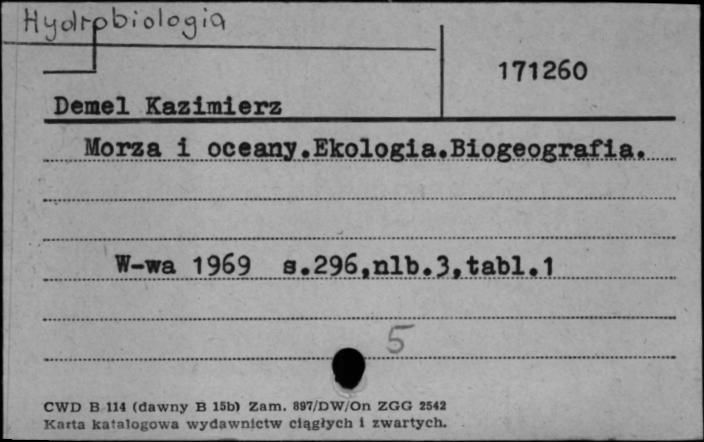 Hydrobiologia
171260
Demel Kazimierz
Morza i oceany.Ekologia.Biogeografia.
W-wa 1969 s.296,nlb.3,tabl.1
5
CWD B 114 (dawny B 15b) Zam. 897/DW/On ZGG 2542
Karta katalogowa wydawnictw ciągłych i zwartych.